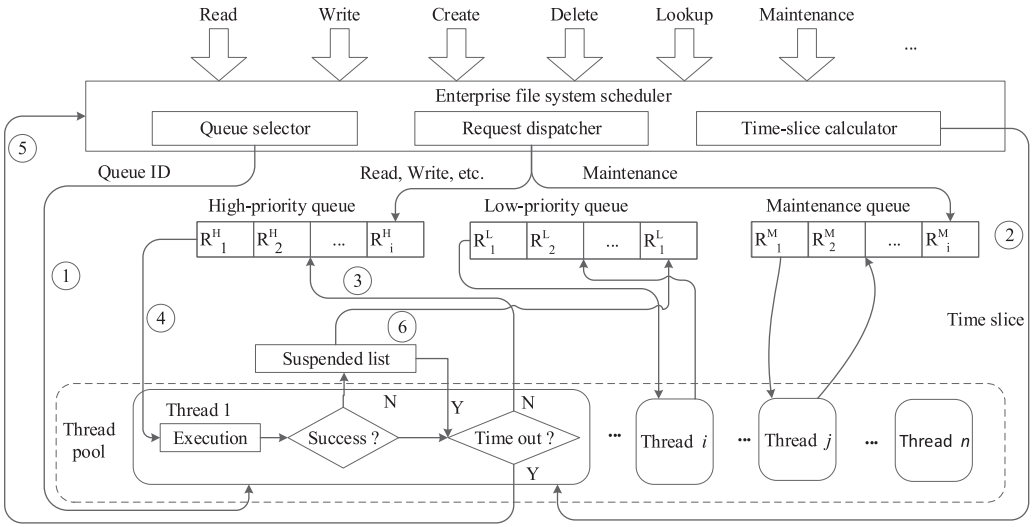 Read Write Create Delete Lookup Maintenance ...
Enterprise file system scheduler
Queue selector Request dispatcher Time-slice calculator
5
Queue ID Read, Write, etc. Maintenance
High-priority queue Low-priority queue Maintenance queue
R^H_1 R^H_2 ... R^H_i R^L_1 R^L_2 ... R^L_1 R^M_i R^M_2 ... R^M_i
2
1 3
4 6 Time slice
Suspended list
N Y N
Thread 1
Thread pool
Execution Success ? Time out ? ... Thread i ... Thread j ... Thread n
Y